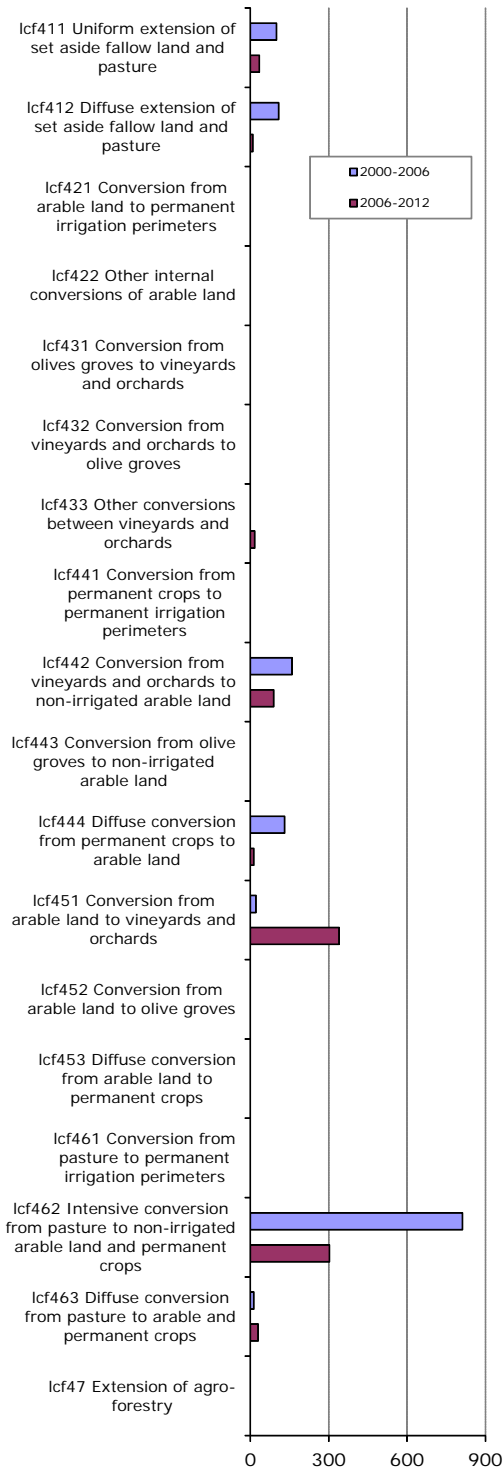 lcf411 Uniform extension of
set aside fallow land and
pasture
lcf412 Diffuse extension of
set aside fallow land and
pasture
2000-2006
2006-2012
lcf421 Conversion from
arable land to permanent
irrigation perimeters
lcf422 Other internal
conversions of arable land
lcf431 Conversion from
olives groves to vineyards
and orchards
lcf432 Conversion from
vineyards and orchards to
olive groves
lcf433 Other conversions
between vineyards and
orchards
lcf441 Conversion from
permanent crops to
permanent irrigation
perimeters
lcf442 Conversion from
vineyards and orchards to
non-irrigated arable land
lcf443 Conversion from olive
groves to non-irrigated
arable land
lcf444 Diffuse conversion
from permanent crops to
arable land
lcf451 Conversion from
arable land to vineyards and
orchards
lcf452 Conversion from
arable land to olive groves
lcf453 Diffuse conversion
from arable land to
permanent crops
lcf461 Conversion from
pasture to permanent
irrigation perimeters
lcf462 Intensive conversion
from pasture to non-irrigated
arable land and permanent
crops
lcf463 Diffuse conversion
from pasture to arable and
permanent crops
lcf47 Extension of agro-
forestry
0 300 600 900